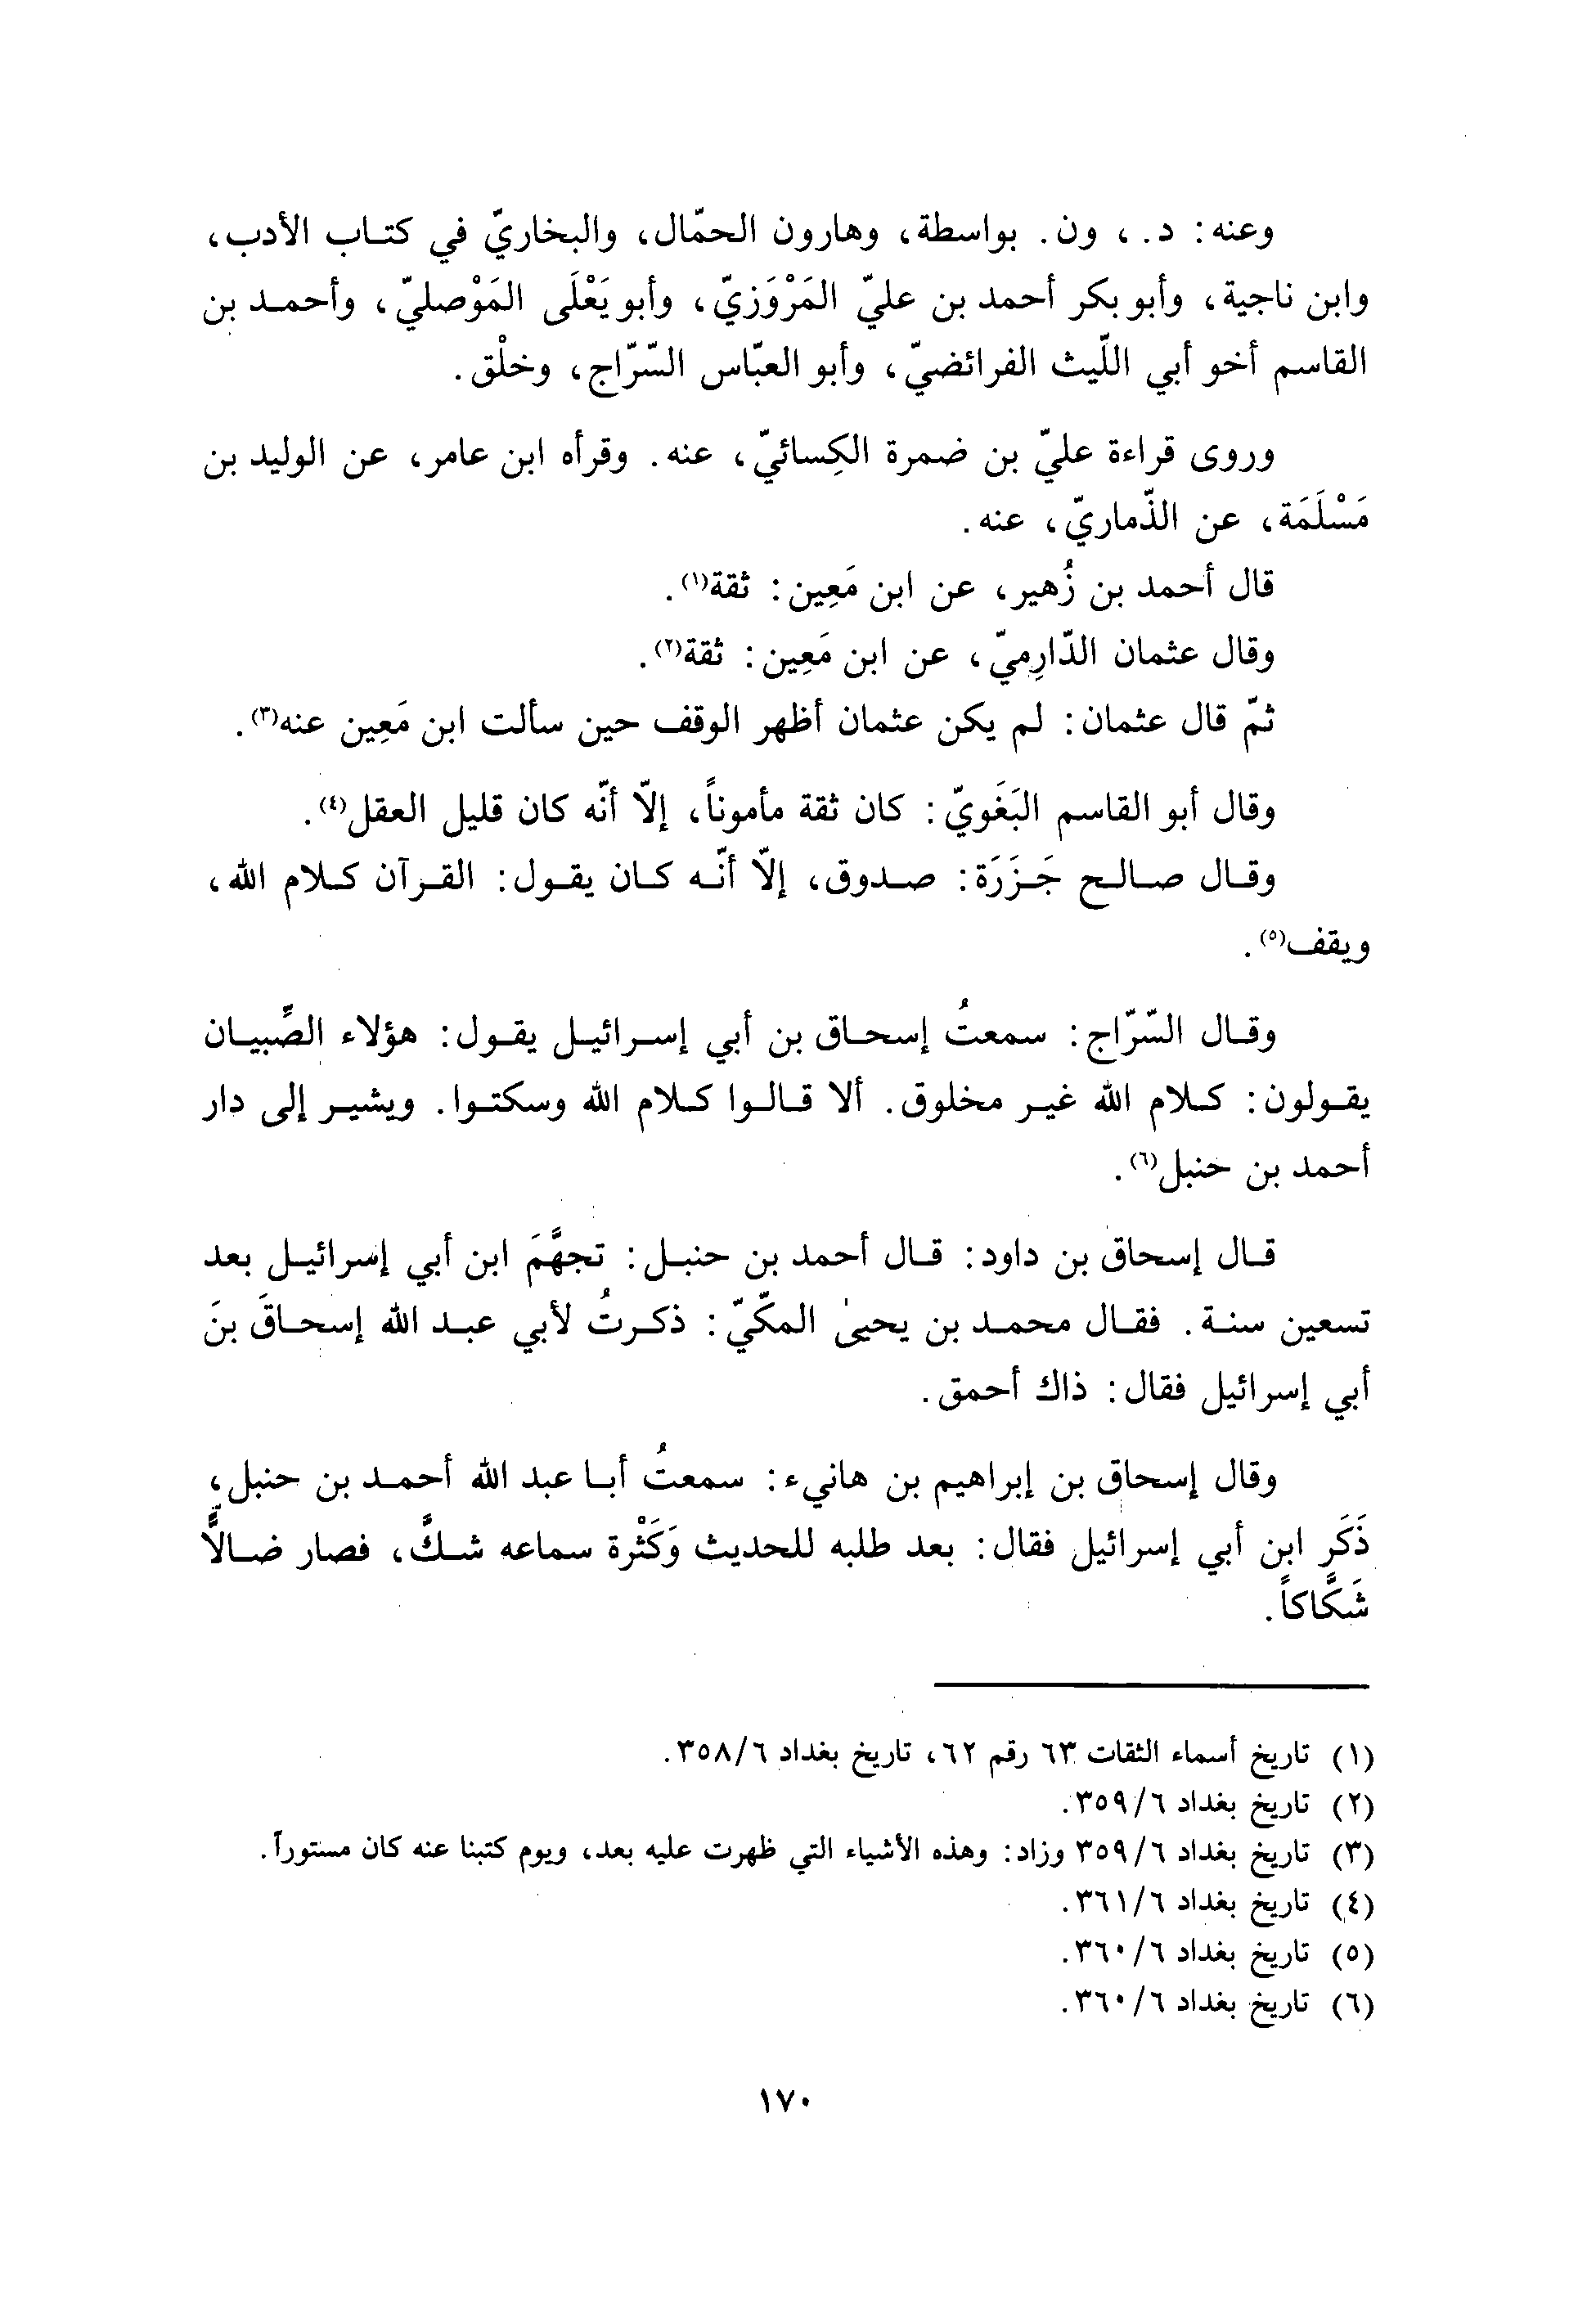 وعنه: د.، ون. بواسطة، وهارون الحمّال، والبخاريّ في كتاب الأدب،
وابن ناجية، وأبو بكر أحمد بن عليّ المَرْوَزيّ، وأبو يَعْلَى المَوْصليّ، وأحمد بن
القاسم أخو أبي اللّيث الفرائضيّ، وأبو العبّاس السّرّاج، وخلْق.
وروى قراءة عليّ بن ضمرة الكِسائيّ، عنه. وقرأه ابن عامر، عن الوليد بن
مَسْلَمَة، عن الذّماريّ، عنه.
قال أحمد بن زُهير، عن ابن مَعِين: ثقة(١).
وقال عثمان الدّارِميّ، عن ابن مَعِين: ثقة(٢).
ثمّ قال عثمان: لم يكن عثمان أظهر الوقف حين سألت ابن مَعِين عنه(٣).
وقال أبو القاسم البَغَويّ: كان ثقة مأموناً، إلاّ أنّه كان قليل العقل(٤).
وقال صالح جَزَرَة: صدوق، إلاّ أنّه كان يقول: القرآن كلام الله،
ويقف(٥).
وقال السّرّاج: سمعتُ إسحاق بن أبي إسرائيل يقول: هؤلاء الصِّبيان
يقولون: كلام الله غير مخلوق. ألا قالوا كلام الله وسكتوا. ويشير إلى دار
أحمد بن حنبل(٦).
قال إسحاق بن داود: قال أحمد بن حنبل: تجهَّمَ ابن أبي إسرائيل بعد
تسعين سنة. فقال محمد بن يحيىٰ المكّيّ: ذكرتُ لأبي عبد الله إسحاقَ بنَ
أبي إسرائيل فقال: ذاك أحمق.
وقال إسحاق بن إبراهيم بن هانيء: سمعتُ أبا عبد الله أحمد بن حنبل،
ذَكَر ابن أبي إسرائيل فقال: بعد طلبه للحديث وَكَثْرة سماعه شكَّ، فصار ضالاًّ
شَكَّاكاً.
(١) تاريخ أسماء الثقات ٦٣ رقم ٦٢، تاريخ بغداد ٣٥٨/٦.
(٢) تاريخ بغداد ٣٥٩/٦.
(٣) تاريخ بغداد ٣٥٩/٦ وزاد: وهذه الأشياء التي ظهرت عليه بعد، ويوم كتبنا عنه كان مستوراً.
(٤) تاريخ بغداد ٣٦١/٦.
(٥) تاريخ بغداد ٣٦٠/٦.
(٦) تاريخ بغداد ٣٦٠/٦.
١٧٠